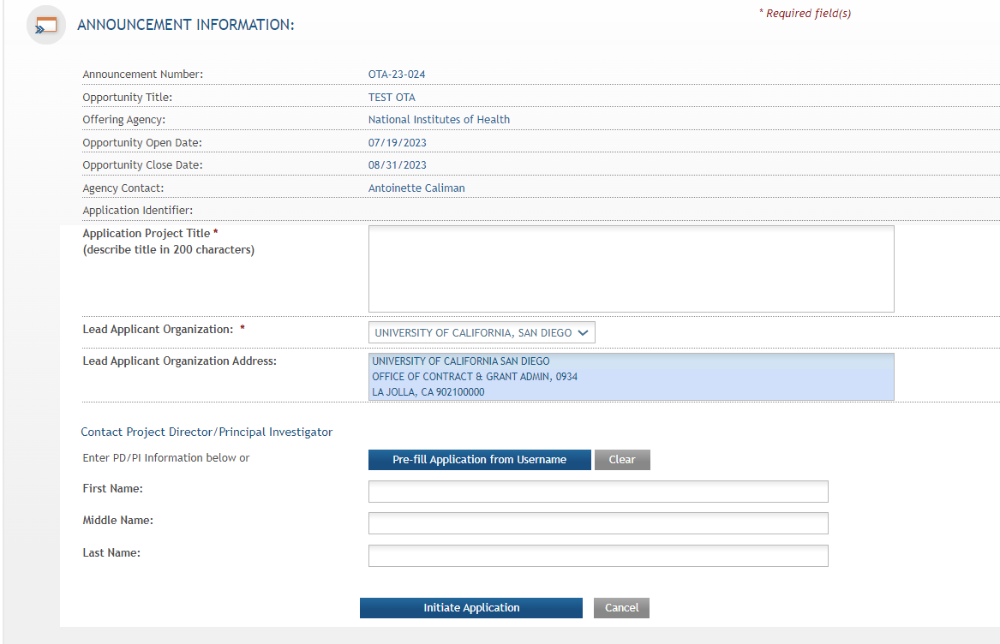 * Required field(s)
ANNOUNCEMENT INFORMATION:
Announcement Number: OTA-23-024
Opportunity Title: TEST OTA
Offering Agency: National Institutes of Health
Opportunity Open Date: 07/19/2023
Opportunity Close Date: 08/31/2023
Agency Contact: Antoinette Caliman
Application Identifier:
Application Project Title *
(describe title in 200 characters)
Lead Applicant Organization: * UNIVERSITY OF CALIFORNIA, SAN DIEGO
Lead Applicant Organization Address: UNIVERSITY OF CALIFORNIA SAN DIEGO
OFFICE OF CONTRACT & GRANT ADMIN, 0934
LA JOLLA, CA 902100000
Contact Project Director/Principal Investigator
Enter PD/PI Information below or Pre-fill Application from Username Clear
First Name:
Middle Name:
Last Name:
Initiate Application Cancel